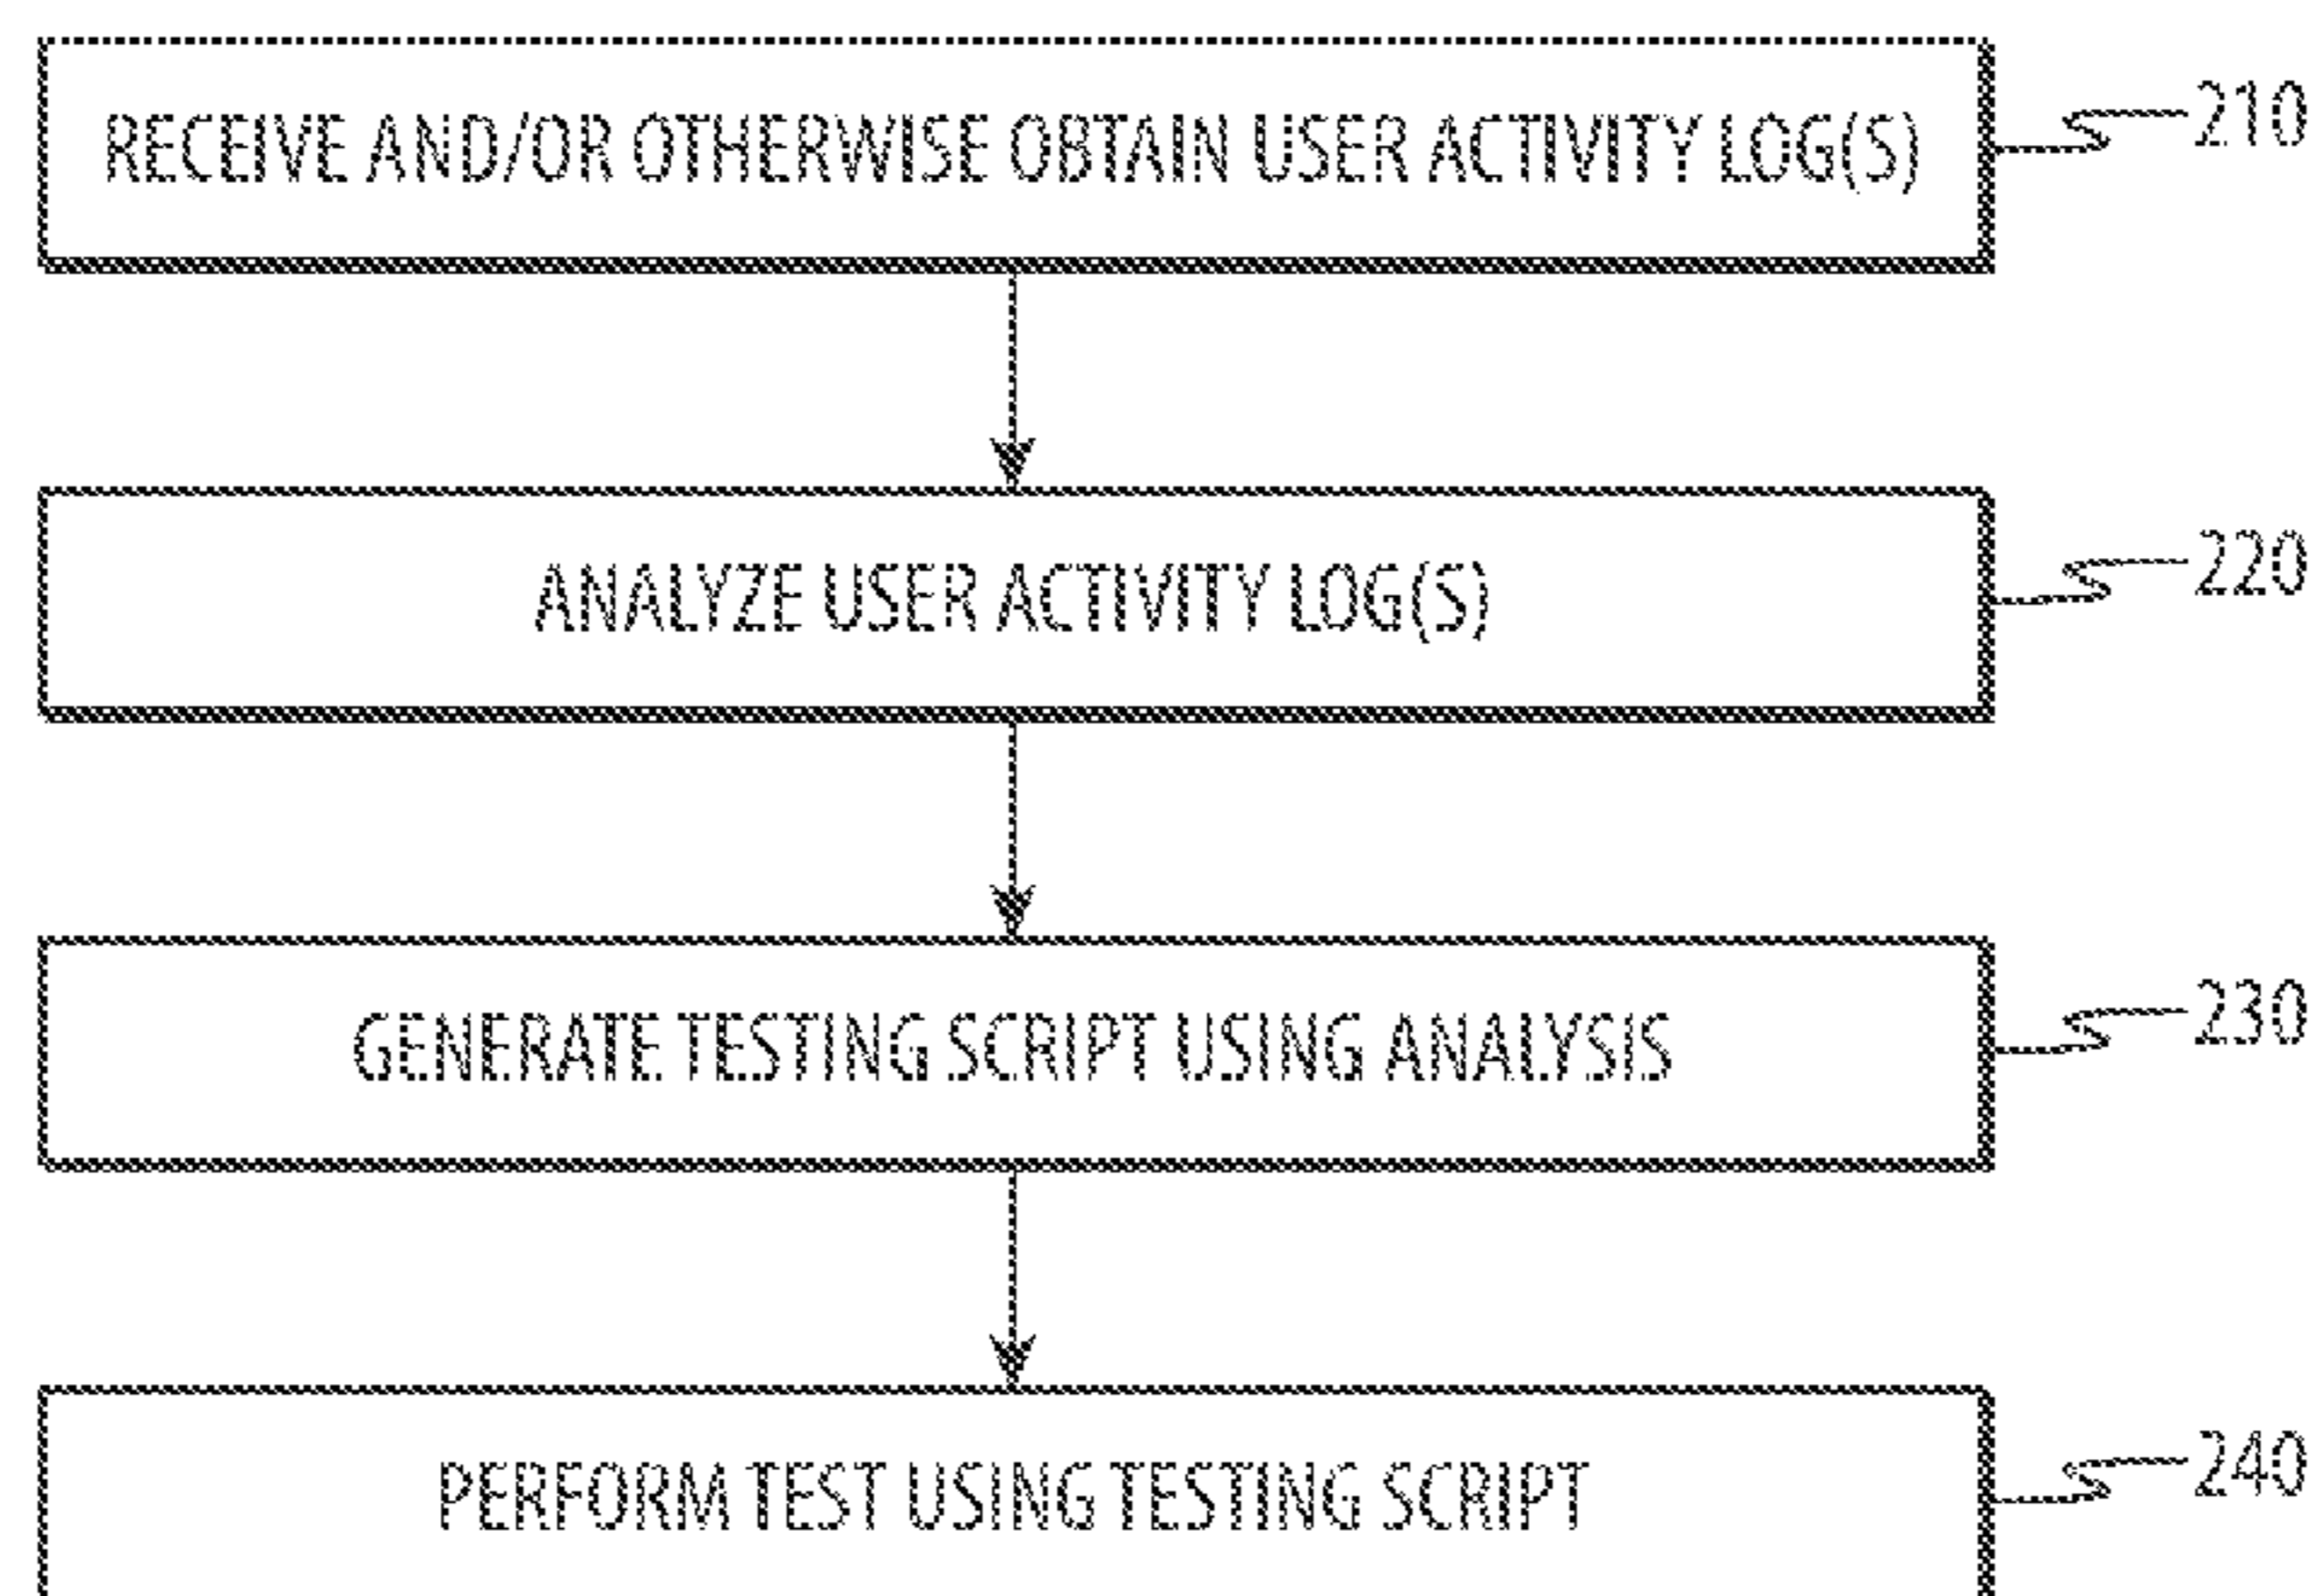 RECEIVE AND/OR OTHERWISE OBTAIN USER ACTIVITY LOG(S)
210
ANALYZE USER ACTIVITY LOG(S)
220
GENERATE TESTING SCRIPT USING ANALYSIS
230
PERFORM TEST USING TESTING SCRIPT
240